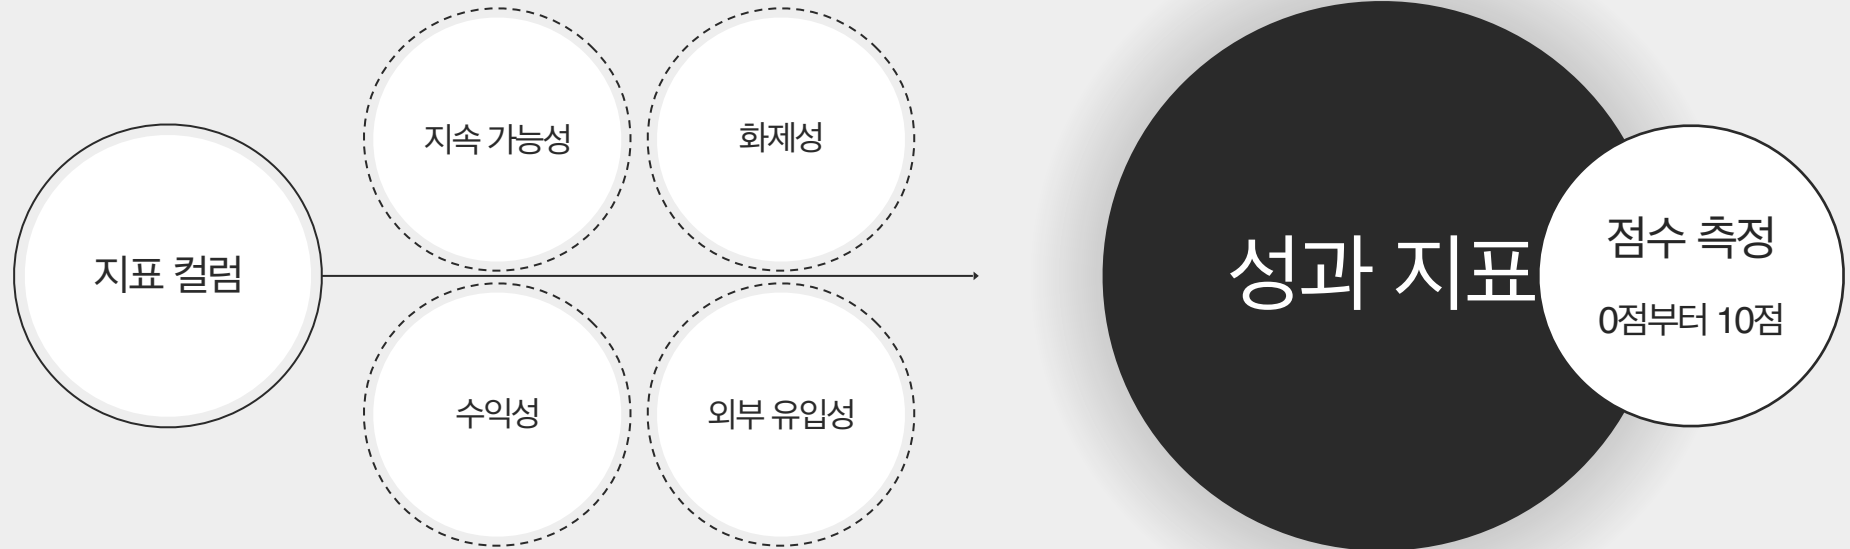 지표 컬럼
지속 가능성
화제성
수익성
외부 유입성
성과 지표
점수 측정
0점부터 10점